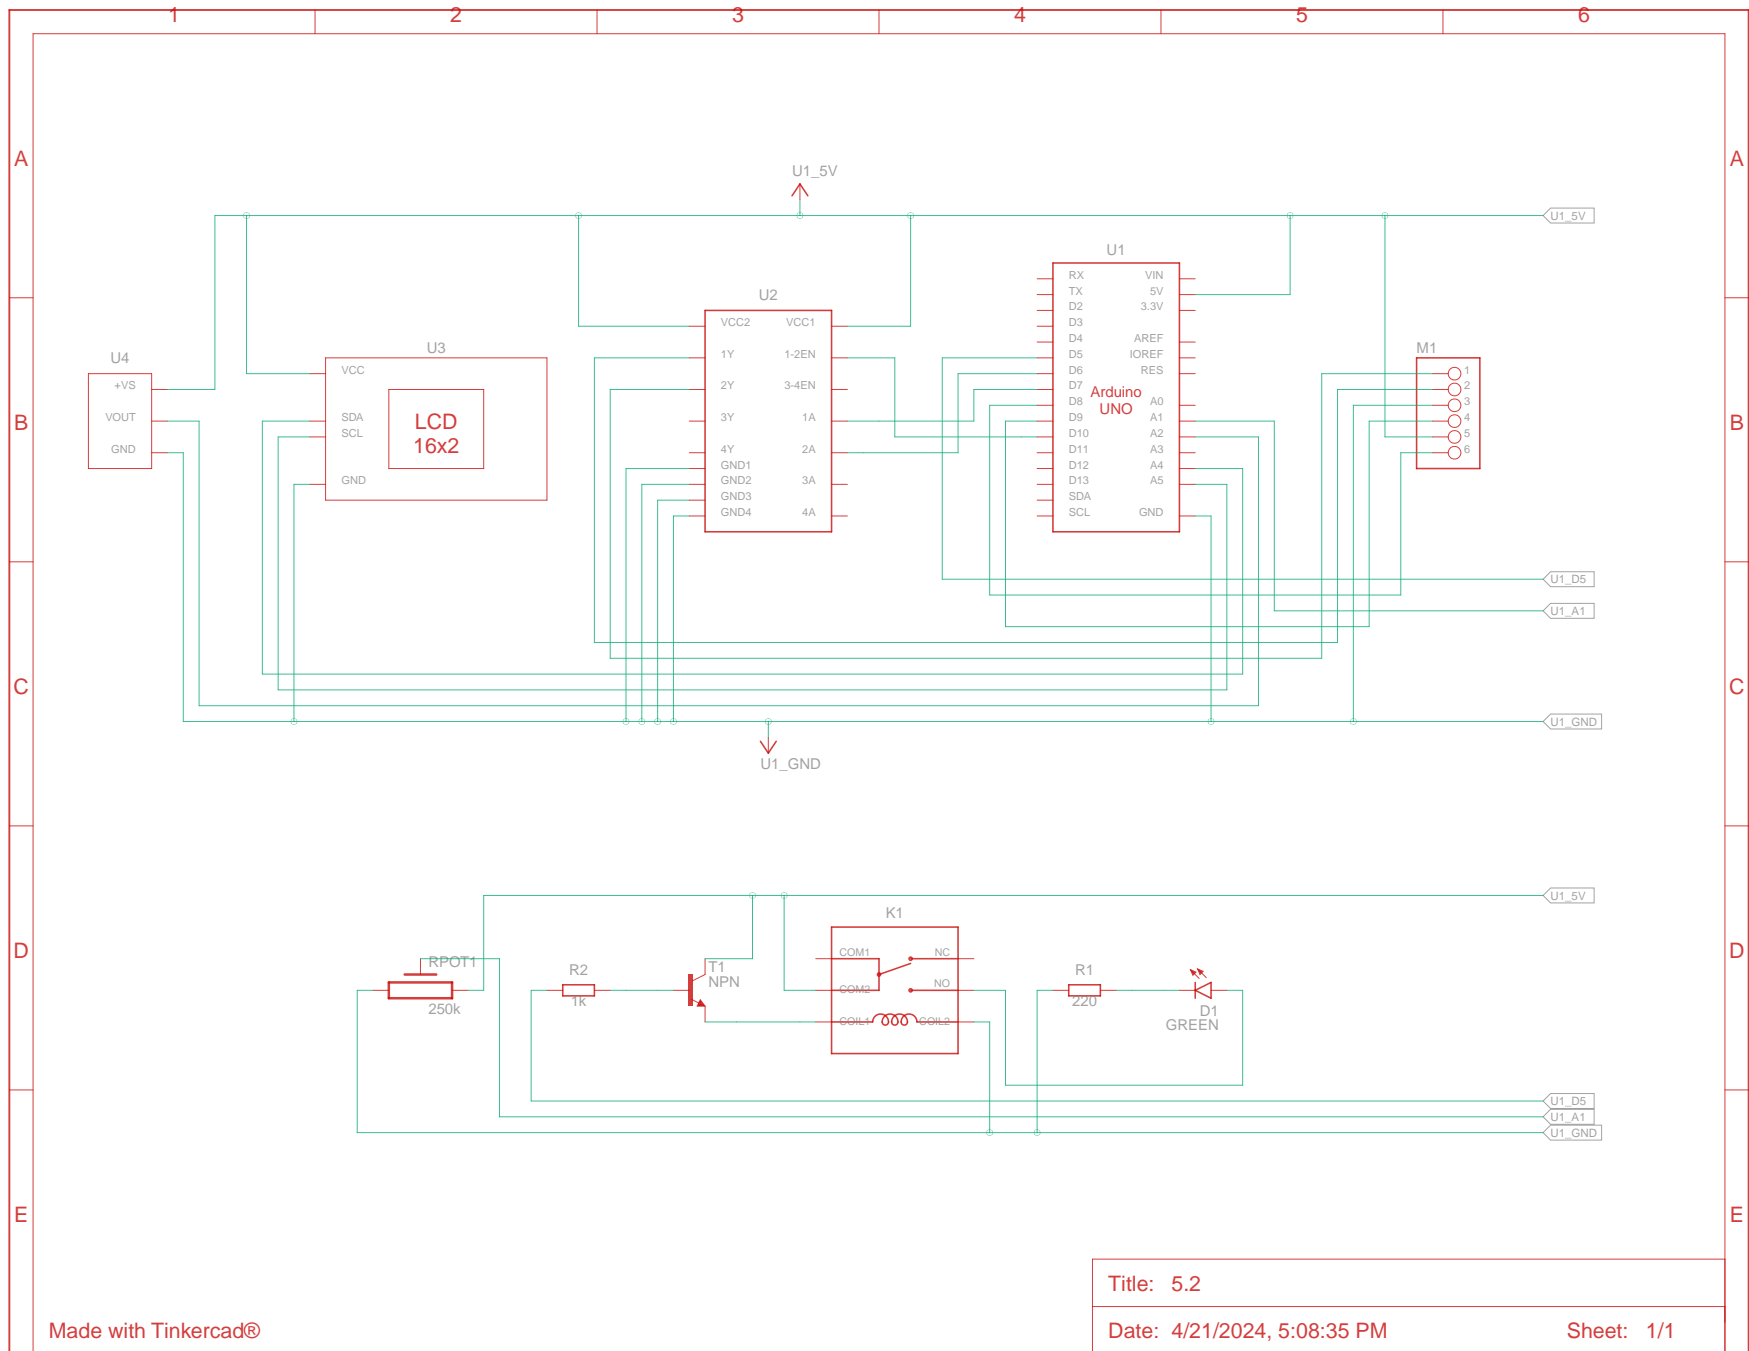 1 2 3 4 5 6
A A
U1_5V
U1_5V
U1
RX VIN
TX 5V
D2 3.3V
D3
D4 AREF
D5 IOREF
D6 RES
D7
D8 A0
D9 A1
D10 A2
D11 A3
D12 A4
D13 A5
SDA
SCL GND
Arduino
UNO
U2
VCC2 VCC1
1Y 1-2EN
2Y 3-4EN
3Y 1A
4Y 2A
GND1
GND2 3A
GND3
GND4 4A
U3
VCC
SDA
SCL
GND
LCD
16x2
U4
+VS
VOUT
GND
M1
1
2
3
4
5
6
B B
U1_D5
U1_A1
C C
U1_GND
U1_GND
U1_5V
K1
COM1 NC
COM2 NO
COIL1 COIL2
D D
RPOT1
250k
R2
1k
T1
NPN
R1
220
D1
GREEN
U1_D5
U1_A1
U1_GND
E E
Title: 5.2
Made with Tinkercad®
Date: 4/21/2024, 5:08:35 PM Sheet: 1/1